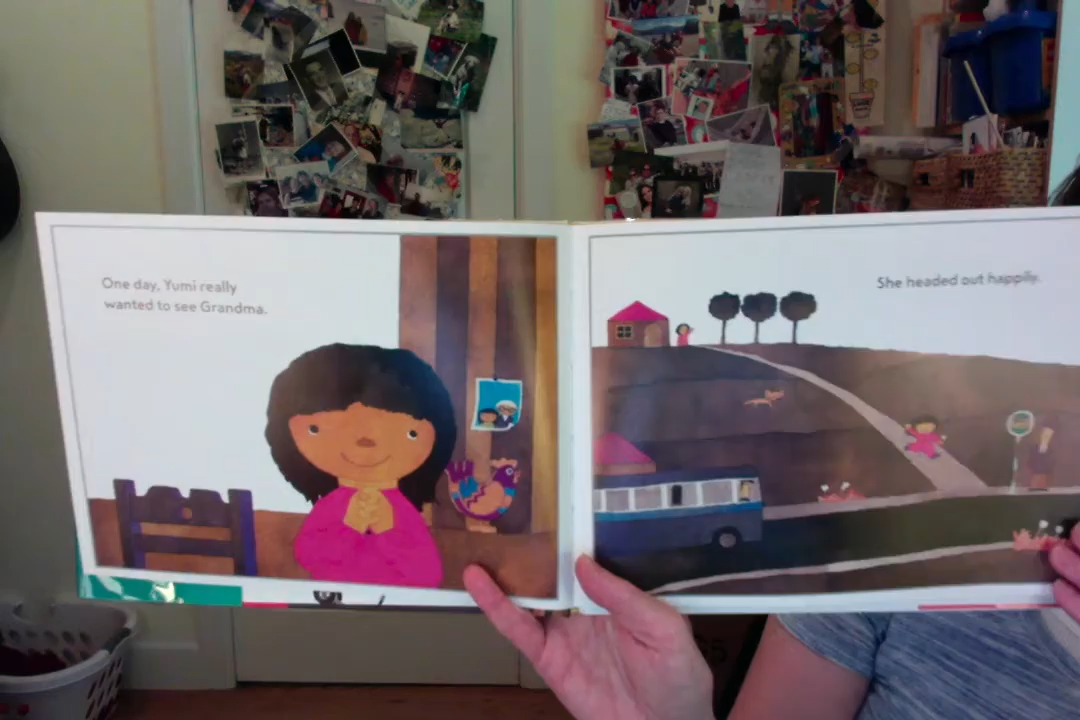 One day, Yumi really
wanted to see Grandma.
She headed out happily.